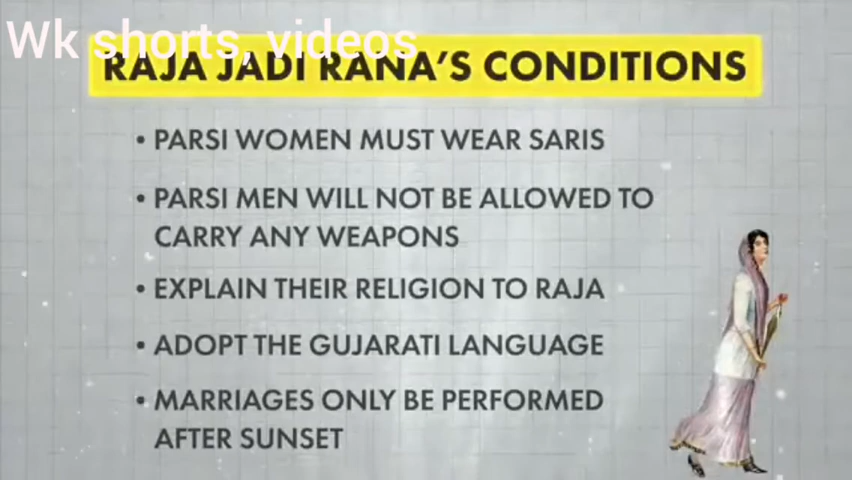 Wk shorts, videos
RAJA JADI RANA'S CONDITIONS
• PARSI WOMEN MUST WEAR SARIS
• PARSI MEN WILL NOT BE ALLOWED TO
CARRY ANY WEAPONS
• EXPLAIN THEIR RELIGION TO RAJA
• ADOPT THE GUJARATI LANGUAGE
• MARRIAGES ONLY BE PERFORMED
AFTER SUNSET